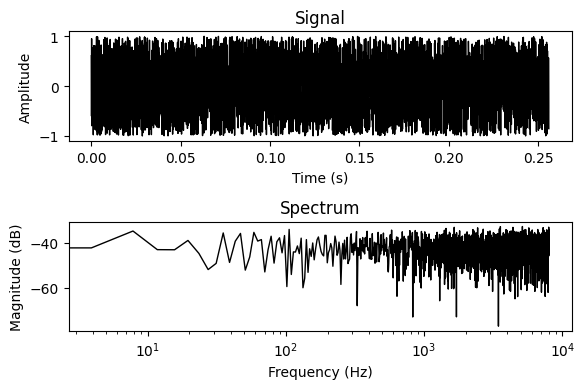 Signal
Amplitude
1
0
−1
0.00 0.05 0.10 0.15 0.20 0.25
Time (s)
Spectrum
Magnitude (dB)
−40
−60
10¹ 10² 10³ 10⁴
Frequency (Hz)